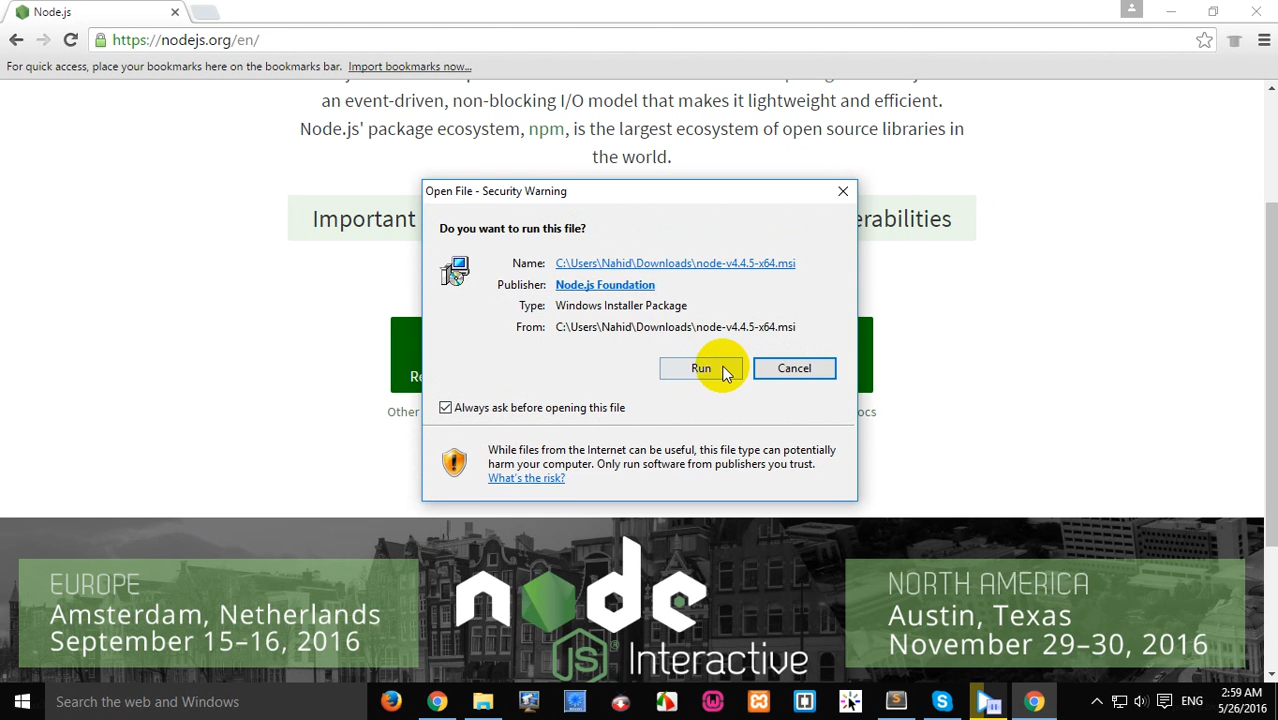 Node.js
https://nodejs.org/en/
For quick access, place your bookmarks here on the bookmarks bar. Import bookmarks now...
an event-driven, non-blocking I/O model that makes it lightweight and efficient.
Node.js' package ecosystem, npm, is the largest ecosystem of open source libraries in
the world.
Important
erabilities
Open File - Security Warning
Do you want to run this file?
Name: C:\Users\Nahid\Downloads\node-v4.4.5-x64.msi
Publisher: Node.js Foundation
Type: Windows Installer Package
From: C:\Users\Nahid\Downloads\node-v4.4.5-x64.msi
Run
Cancel
Always ask before opening this file
While files from the Internet can be useful, this file type can potentially
harm your computer. Only run software from publishers you trust.
What's the risk?
Re
Other
ocs
EUROPE
Amsterdam, Netherlands
September 15–16, 2016
node
JS Interactive
NORTH AMERICA
Austin, Texas
November 29–30, 2016
Search the web and Windows
ENG
2:59 AM
5/26/2016